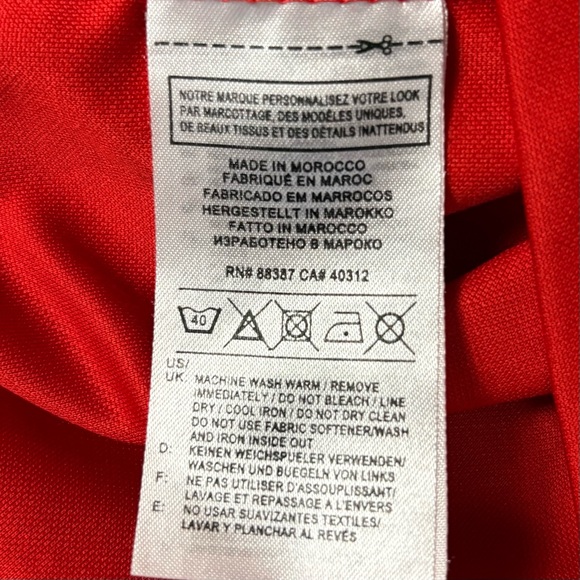 NOTRE MARQUE PERSONNALISEZ VOTRE LOOK
PAR MARCOTTAGE, DES MODÈLES UNIQUES,
DE BEAUX TISSUS ET DES DÉTAILS INATTENDUS
MADE IN MOROCCO
FABRIQUÉ EN MAROC
FABRICADO EM MARROCOS
HERGESTELLT IN MAROKKO
FATTO IN MAROCCO
ИЗРАБОТЕНО В МАРОКО
RN# 88387 CA# 40312
40
US/
UK: MACHINE WASH WARM / REMOVE
IMMEDIATELY / DO NOT BLEACH / LINE
DRY / COOL IRON / DO NOT DRY CLEAN
DO NOT USE FABRIC SOFTENER/WASH
AND IRON INSIDE OUT
D: KEINEN WEICHSPUELER VERWENDEN/
WASCHEN UND BUEGELN VON LINKS
F: NE PAS UTILISER D'ASSOUPLISSANT/
LAVAGE ET REPASSAGE A L'ENVERS
E: NO USAR SUAVIZANTES TEXTILES/
LAVAR Y PLANCHAR AL REVÉS